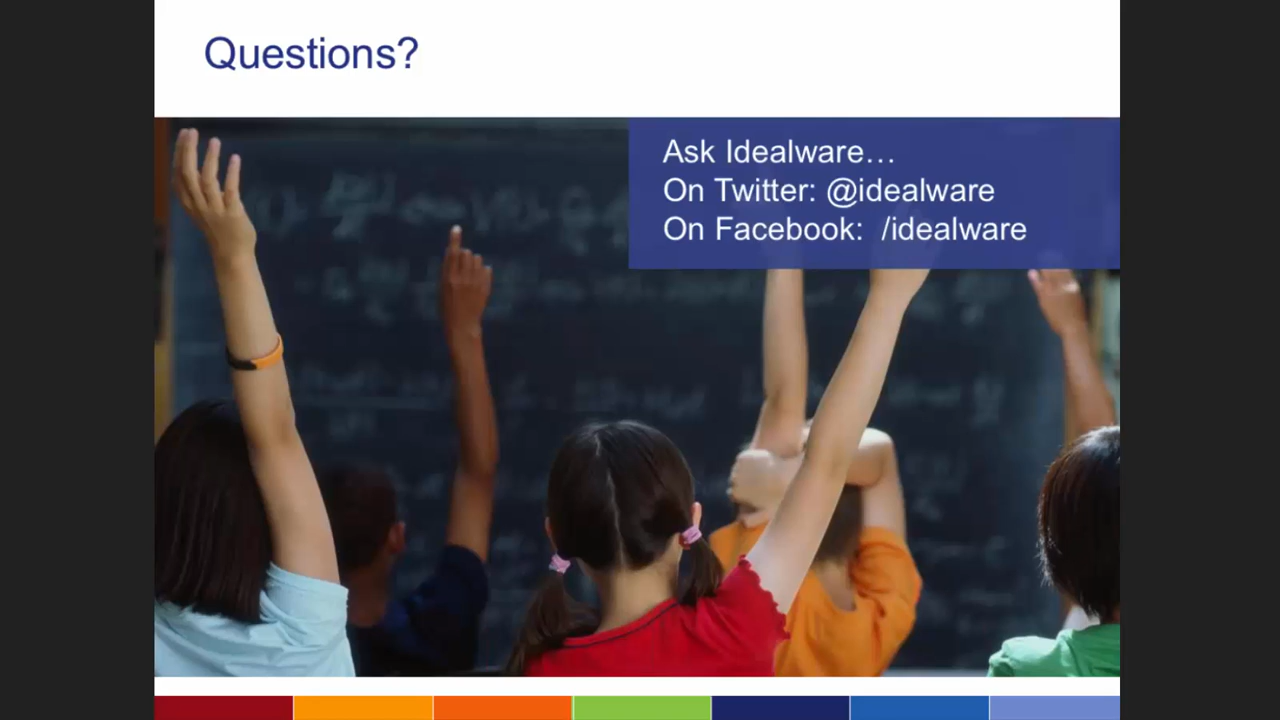 Questions?
Ask Idealware…
On Twitter: @idealware
On Facebook: /idealware